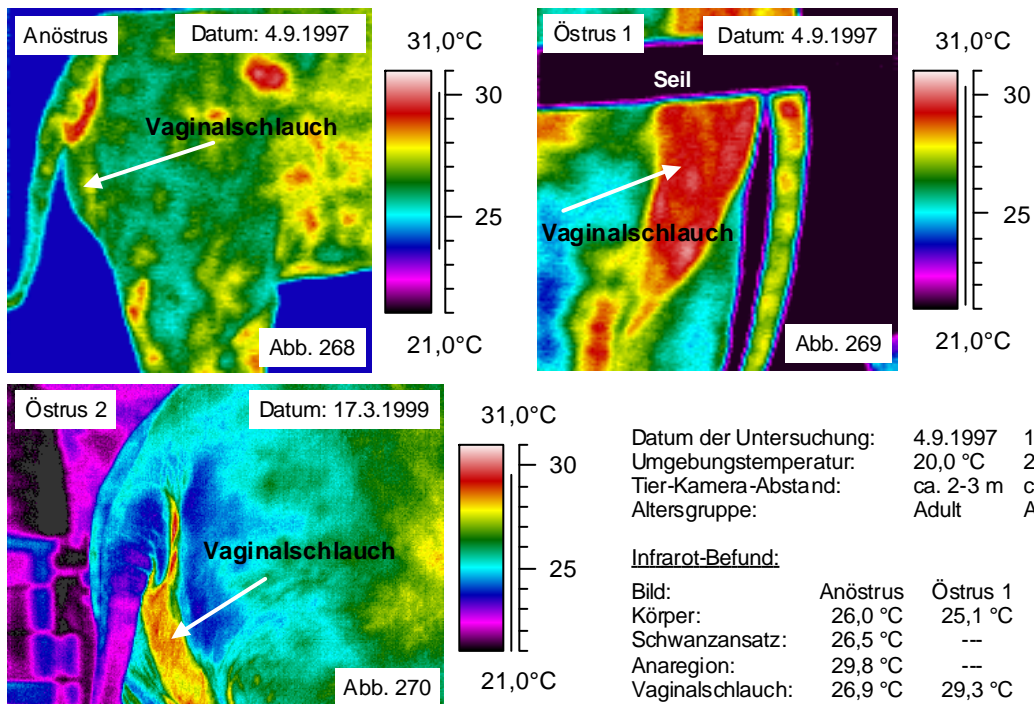 Anöstrus
Datum: 4.9.1997
31,0°C
30
25
21,0°C
Vaginalschlauch
Abb. 268
Östrus 1
Datum: 4.9.1997
Seil
31,0°C
30
25
21,0°C
Vaginalschlauch
Abb. 269
Östrus 2
Datum: 17.3.1999
31,0°C
30
25
21,0°C
Vaginalschlauch
Abb. 270
Datum der Untersuchung: 4.9.1997 1
Umgebungstemperatur: 20,0 °C 2
Tier-Kamera-Abstand: ca. 2-3 m c
Altersgruppe: Adult A
Infrarot-Befund:
Bild: Anöstrus Östrus 1
Körper: 26,0 °C 25,1 °C
Schwanzansatz: 26,5 °C ---
Anaregion: 29,8 °C ---
Vaginalschlauch: 26,9 °C 29,3 °C